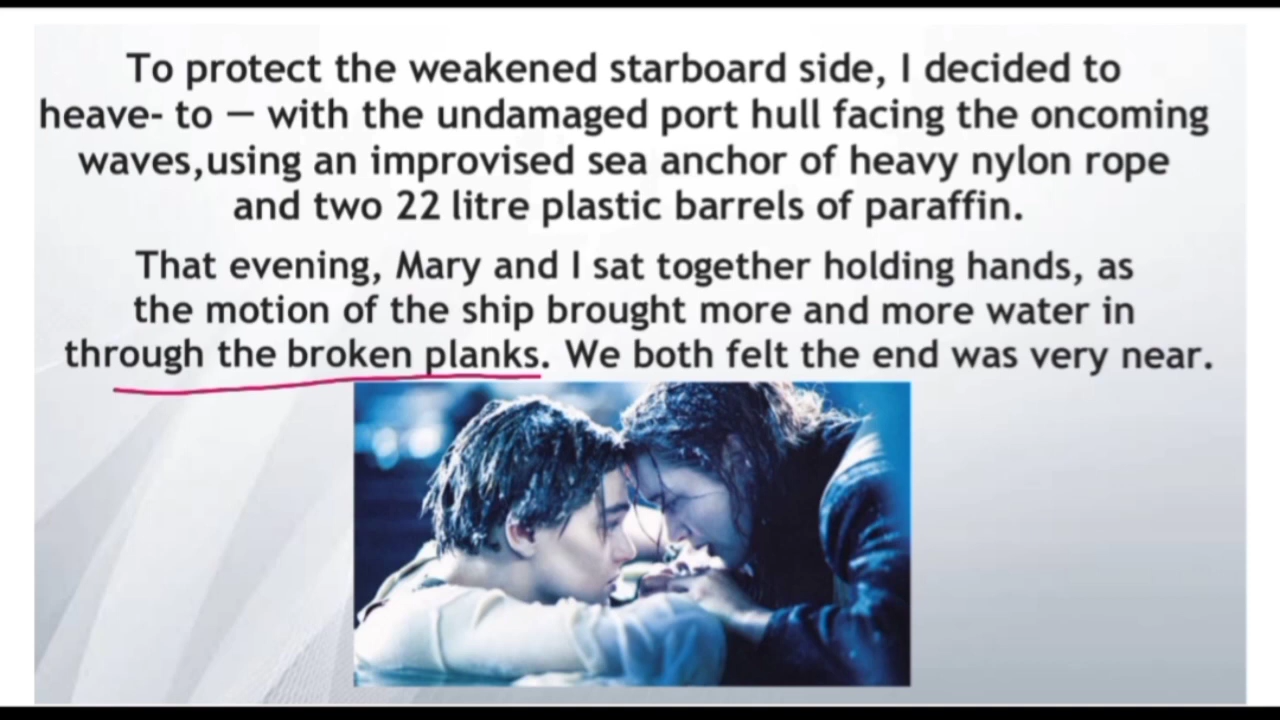 To protect the weakened starboard side, I decided to
heave- to — with the undamaged port hull facing the oncoming
waves,using an improvised sea anchor of heavy nylon rope
and two 22 litre plastic barrels of paraffin.
That evening, Mary and I sat together holding hands, as
the motion of the ship brought more and more water in
through the broken planks. We both felt the end was very near.